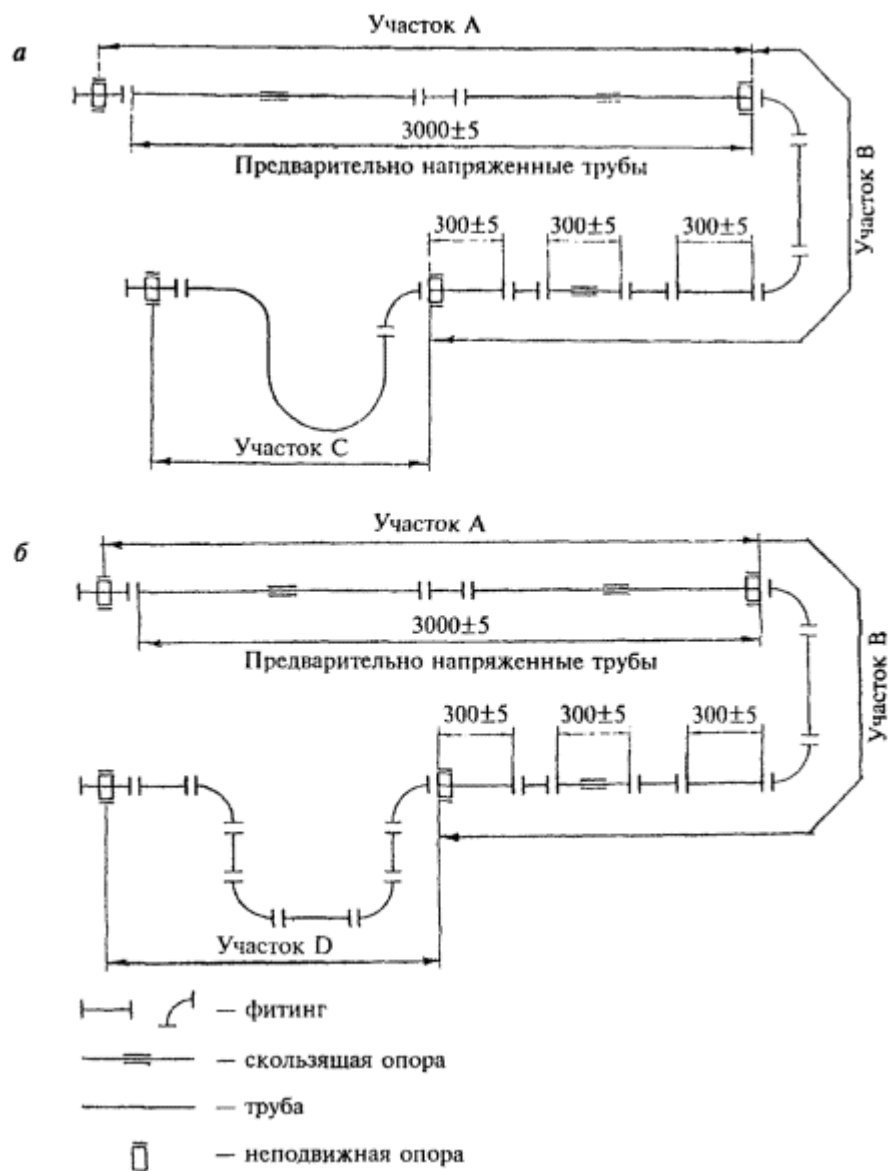 а
Участок А
3000±5
Предварительно напряженные трубы
Участок В
300±5
300±5
300±5
Участок С
б
Участок А
3000±5
Предварительно напряженные трубы
Участок В
300±5
300±5
300±5
Участок D
— фитинг
— скользящая опора
— труба
— неподвижная опора